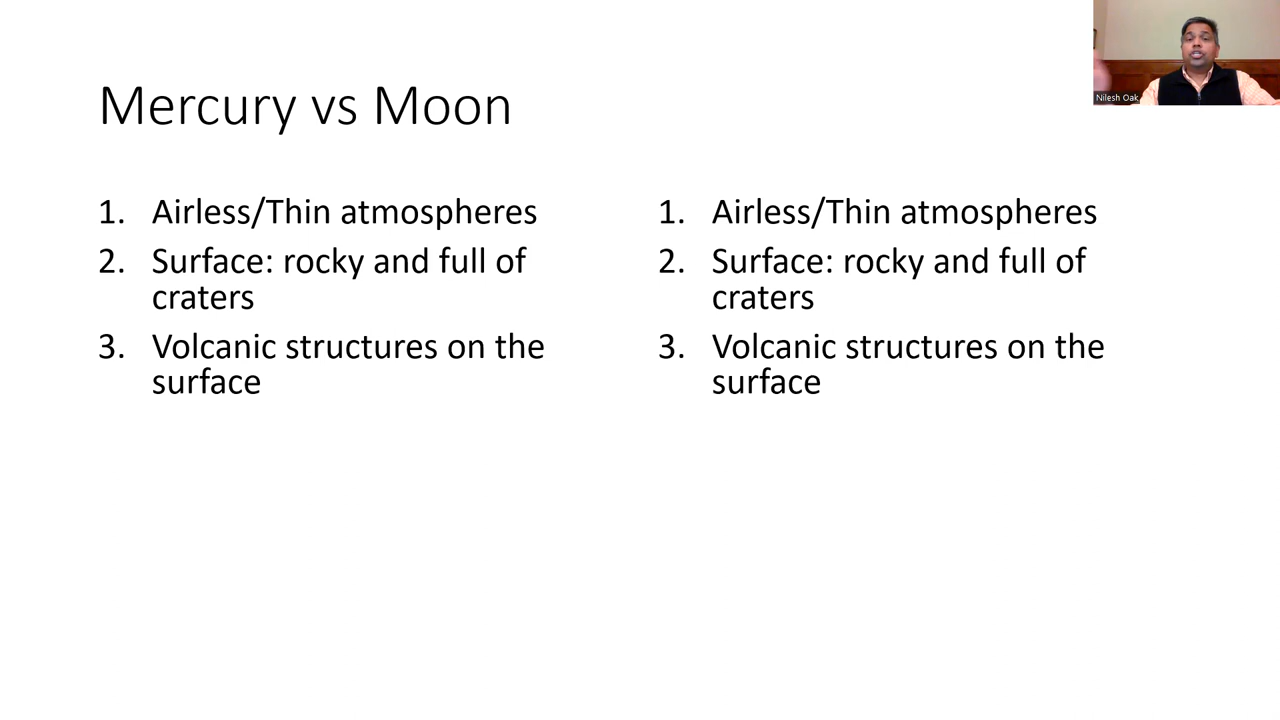 Mercury vs Moon
1. Airless/Thin atmospheres
2. Surface: rocky and full of
craters
3. Volcanic structures on the
surface
1. Airless/Thin atmospheres
2. Surface: rocky and full of
craters
3. Volcanic structures on the
surface
Nilesh Oak